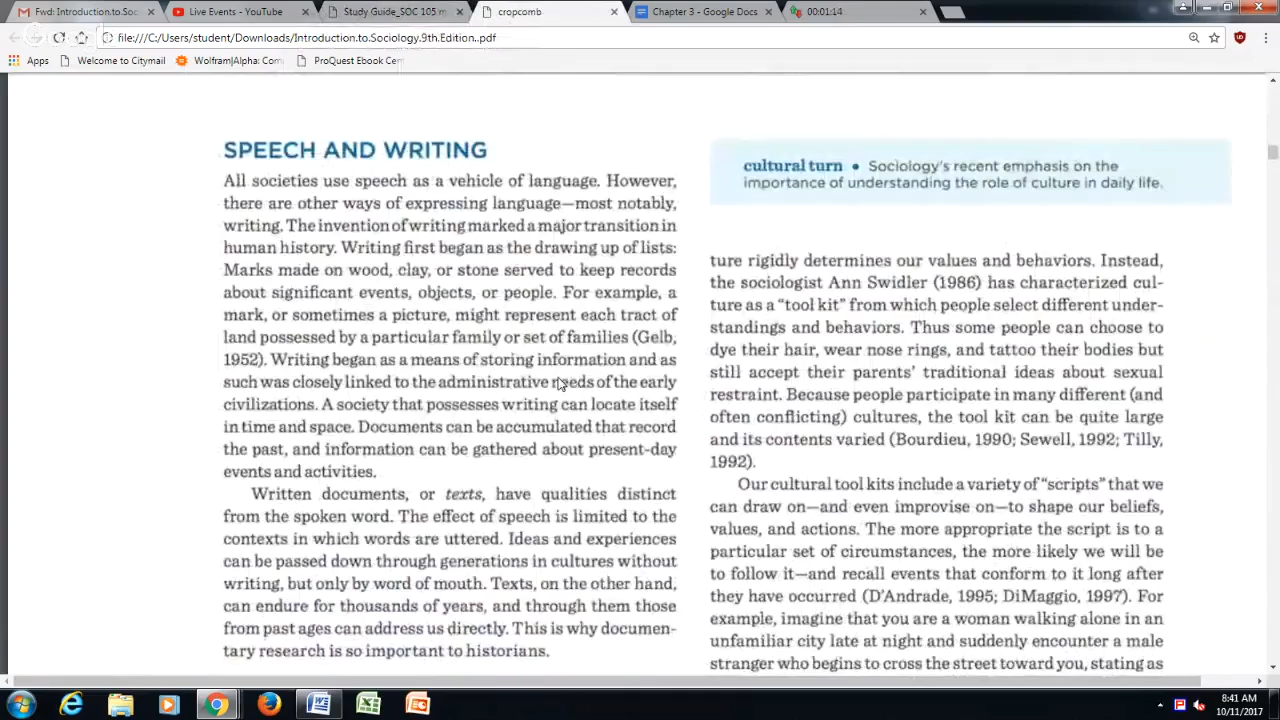 Fwd: Introduction.to.Soc
Live Events - YouTube
Study Guide_SOC 105.m
cropcomb
Chapter 3 - Google Docs
00:01:14
file:///C:/Users/student/Downloads/Introduction.to.Sociology.9th.Edition..pdf
Apps
Welcome to Citymail
Wolfram|Alpha: Com
ProQuest Ebook Cen
SPEECH AND WRITING
All societies use speech as a vehicle of language. However,
there are other ways of expressing language—most notably,
writing. The invention of writing marked a major transition in
human history. Writing first began as the drawing up of lists:
Marks made on wood, clay, or stone served to keep records
about significant events, objects, or people. For example, a
mark, or sometimes a picture, might represent each tract of
land possessed by a particular family or set of families (Gelb,
1952). Writing began as a means of storing information and as
such was closely linked to the administrative needs of the early
civilizations. A society that possesses writing can locate itself
in time and space. Documents can be accumulated that record
the past, and information can be gathered about present-day
events and activities.
Written documents, or texts, have qualities distinct
from the spoken word. The effect of speech is limited to the
contexts in which words are uttered. Ideas and experiences
can be passed down through generations in cultures without
writing, but only by word of mouth. Texts, on the other hand,
can endure for thousands of years, and through them those
from past ages can address us directly. This is why documen-
tary research is so important to historians.
cultural turn • Sociology's recent emphasis on the
importance of understanding the role of culture in daily life.
ture rigidly determines our values and behaviors. Instead,
the sociologist Ann Swidler (1986) has characterized cul-
ture as a “tool kit” from which people select different under-
standings and behaviors. Thus some people can choose to
dye their hair, wear nose rings, and tattoo their bodies but
still accept their parents’ traditional ideas about sexual
restraint. Because people participate in many different (and
often conflicting) cultures, the tool kit can be quite large
and its contents varied (Bourdieu, 1990; Sewell, 1992; Tilly,
1992).
Our cultural tool kits include a variety of “scripts” that we
can draw on—and even improvise on—to shape our beliefs,
values, and actions. The more appropriate the script is to a
particular set of circumstances, the more likely we will be
to follow it—and recall events that conform to it long after
they have occurred (D’Andrade, 1995; DiMaggio, 1997). For
example, imagine that you are a woman walking alone in an
unfamiliar city late at night and suddenly encounter a male
stranger who begins to cross the street toward you, stating as
8:41 AM
10/11/2017